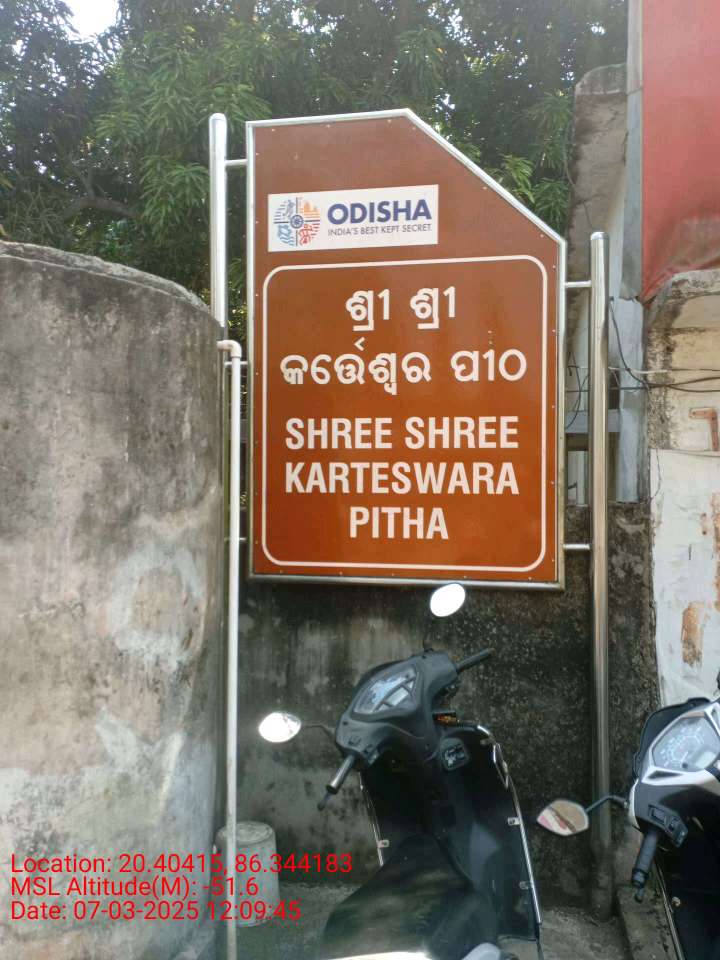 ODISHA
INDIA'S BEST KEPT SECRET
ଶ୍ରୀ ଶ୍ରୀ
କର୍ତ୍ତେଶ୍ୱର ପୀଠ
SHREE SHREE
KARTESWARA
PITHA
Location: 20.40415, 86.344183
MSL Altitude(M): -51.6
Date: 07-03-2025 12:09:45